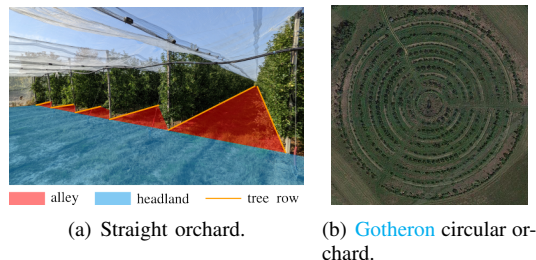 alley headland tree row
(a) Straight orchard.
(b) Gotheron circular or-
chard.